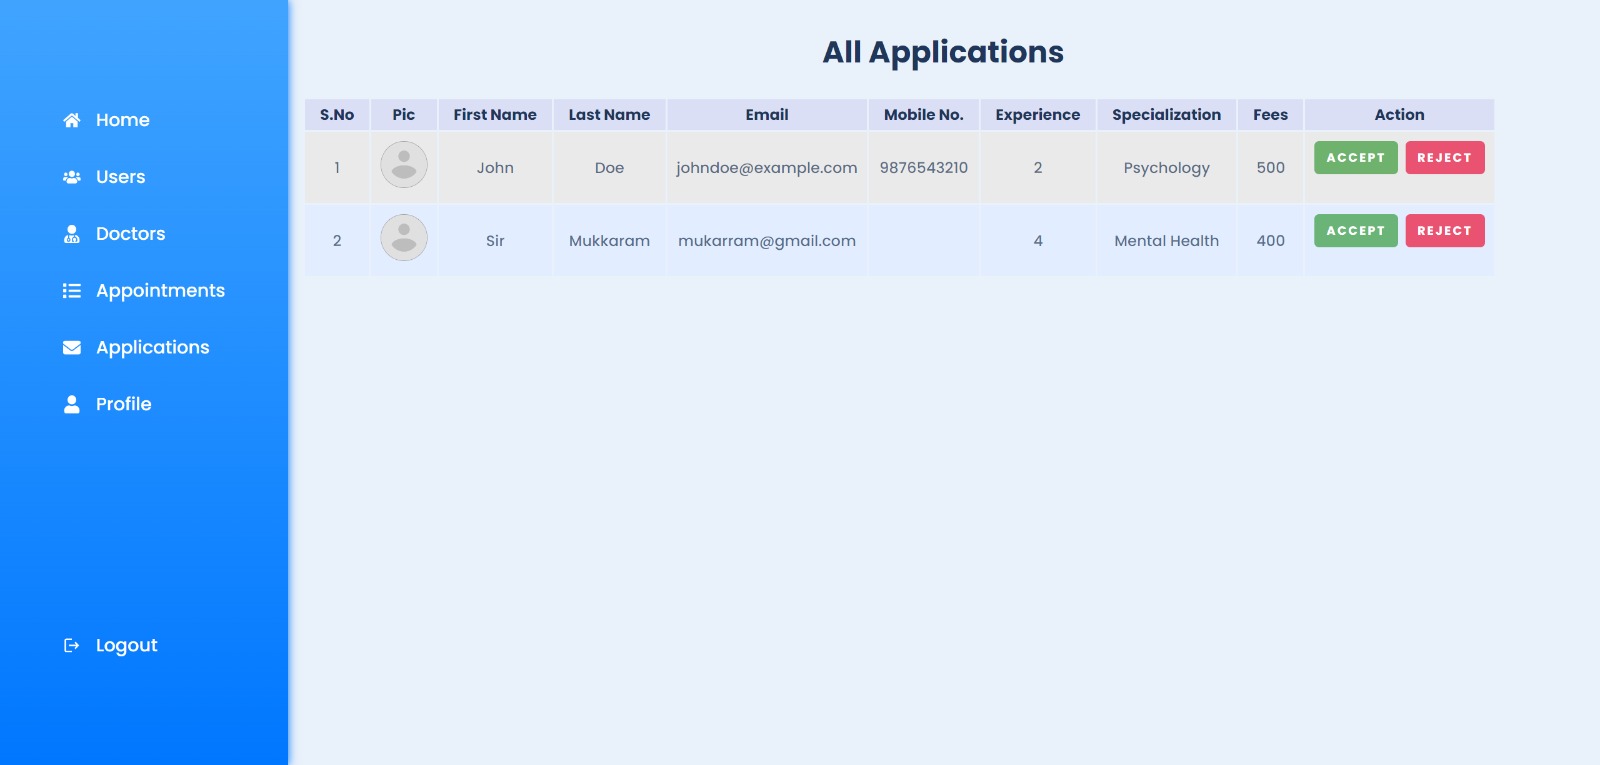 Home
Users
Doctors
Appointments
Applications
Profile
Logout
All Applications
S.No Pic First Name Last Name Email Mobile No. Experience Specialization Fees Action
1 John Doe johndoe@example.com 9876543210 2 Psychology 500 ACCEPT REJECT
2 Sir Mukkaram mukarram@gmail.com 4 Mental Health 400 ACCEPT REJECT